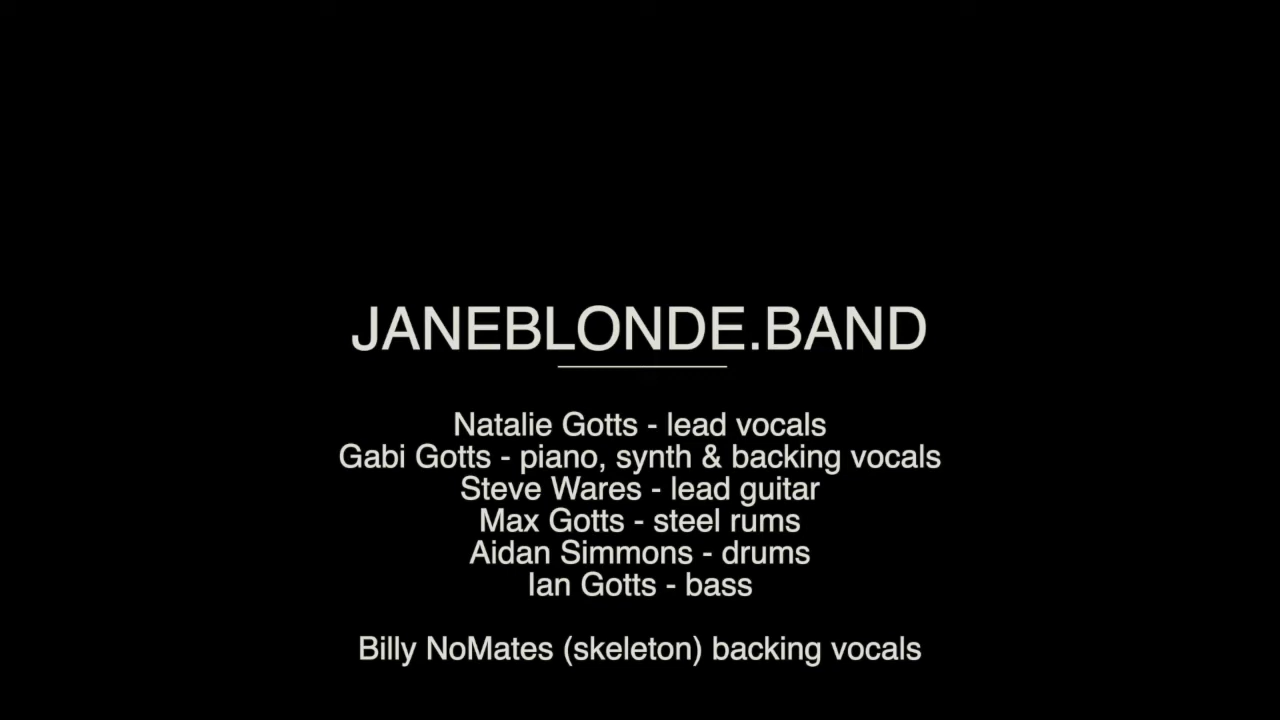 JANEBLONDE.BAND
Natalie Gotts - lead vocals
Gabi Gotts - piano, synth & backing vocals
Steve Wares - lead guitar
Max Gotts - steel rums
Aidan Simmons - drums
Ian Gotts - bass
Billy NoMates (skeleton) backing vocals